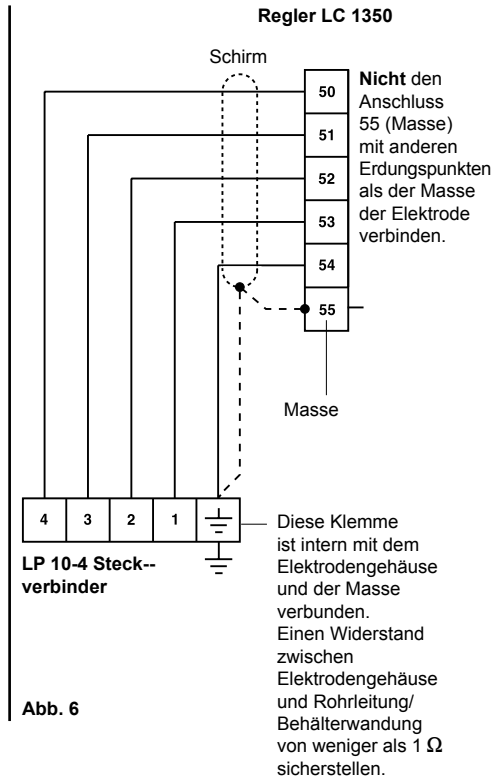 Regler LC 1350
Schirm
50
51
52
53
54
55
Nicht den
Anschluss
55 (Masse)
mit anderen
Erdungspunkten
als der Masse
der Elektrode
verbinden.
Masse
4 3 2 1
LP 10-4 Steck--
verbinder
Diese Klemme
ist intern mit dem
Elektrodengehäuse
und der Masse
verbunden.
Einen Widerstand
zwischen
Elektrodengehäuse
und Rohrleitung/
Behälterwandung
von weniger als 1 Ω
sicherstellen.
Abb. 6